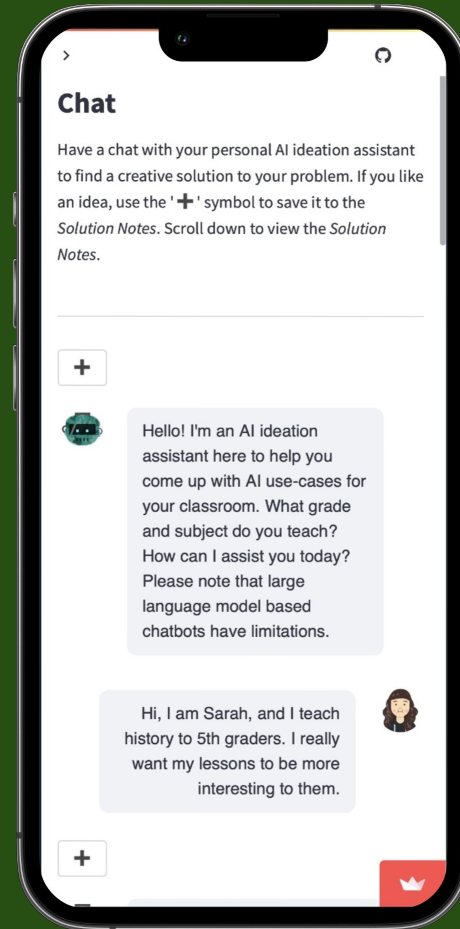 Chat
Have a chat with your personal AI ideation assistant
to find a creative solution to your problem. If you like
an idea, use the '➕' symbol to save it to the
Solution Notes. Scroll down to view the Solution
Notes.
Hello! I'm an AI ideation
assistant here to help you
come up with AI use-cases for
your classroom. What grade
and subject do you teach?
How can I assist you today?
Please note that large
language model based
chatbots have limitations.
Hi, I am Sarah, and I teach
history to 5th graders. I really
want my lessons to be more
interesting to them.